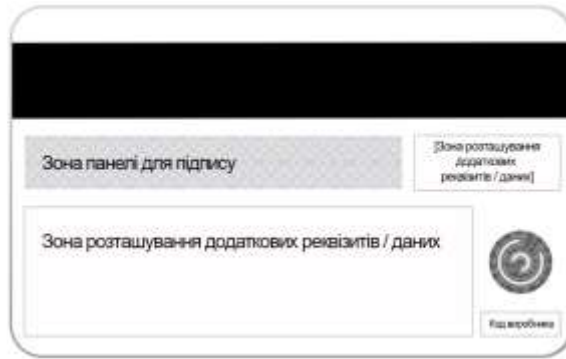 Зона панелі для підпису
[Зона розташування
додаткових
реквізитів / даних]
Зона розташування додаткових реквізитів / даних
Код виробника